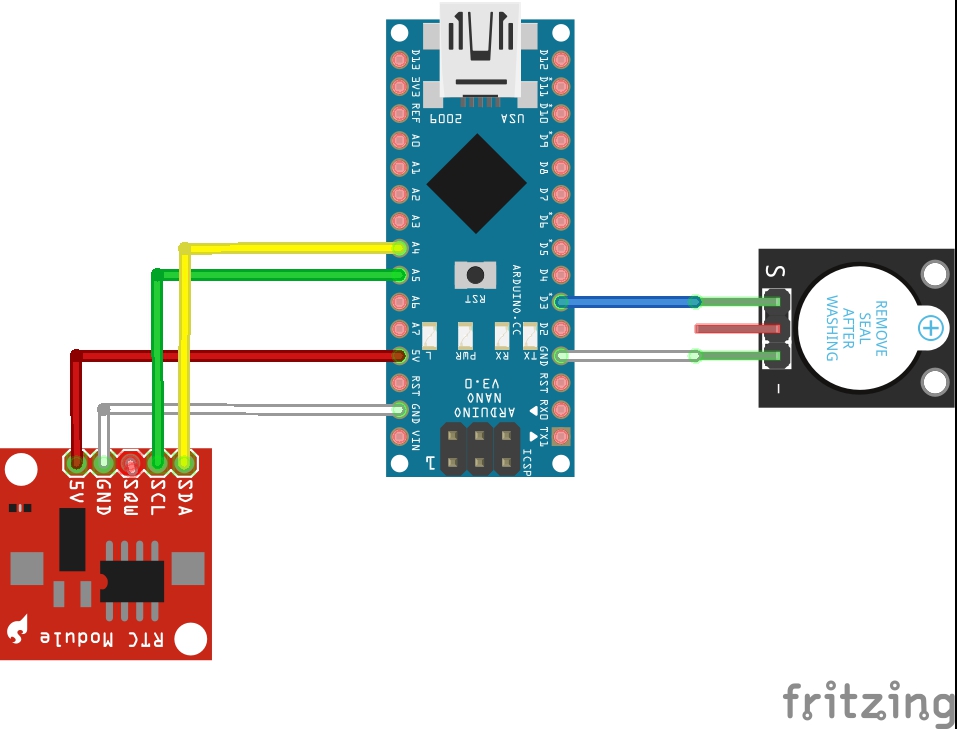 D13
3V3
REF
A0
A1
A2
A3
A4
A5
A6
A7
5V
RST
GND
VIN
D12
D11
D10
D9
D8
D7
D6
D5
D4
D3
D2
GND
RST
RX0
TX1
2009
USA
RST
ARDUINO.CC
L
PWR
RX
TX
ARDUINO
NANO
V3.0
ICSP
1
S
-
REMOVE
SEAL
AFTER
WASHING
+
5V
GND
SQW
SCL
SDA
RTC Module
fritzing